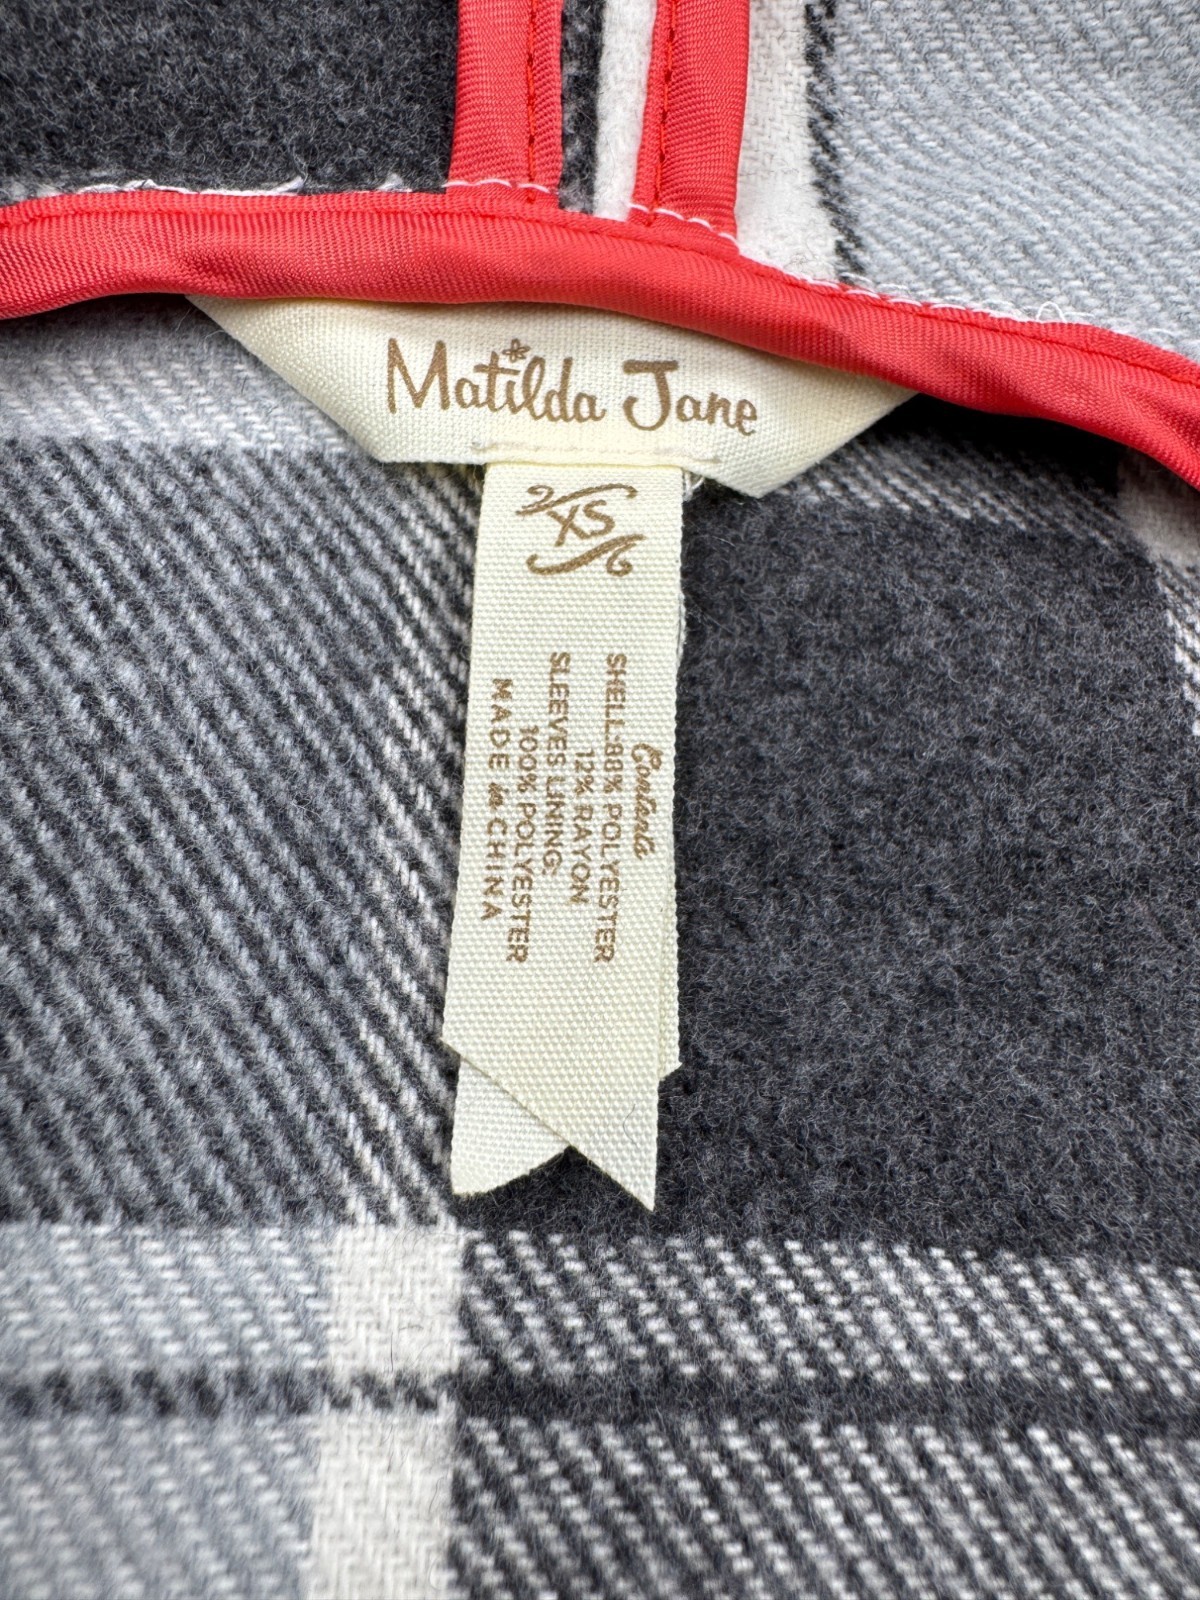 Matilda Jane
XS
Contents
SHELL-88% POLYESTER
12% RAYON
SLEEVES LINING:
100% POLYESTER
MADE in CHINA